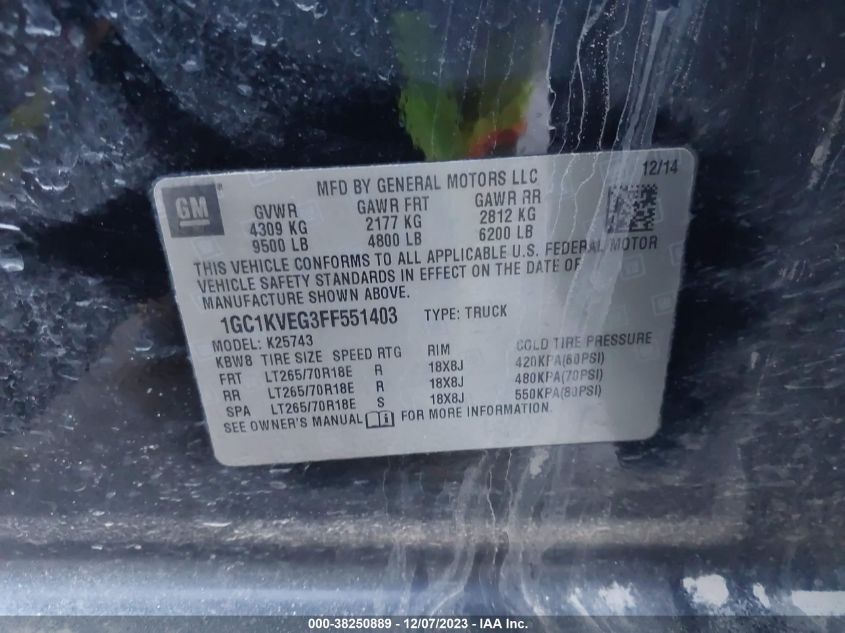 MFD BY GENERAL MOTORS LLC 12/14
GM ®
GVWR GAWR FRT GAWR RR
4309 KG 2177 KG 2812 KG
9500 LB 4800 LB 6200 LB
THIS VEHICLE CONFORMS TO ALL APPLICABLE U.S. FEDERAL MOTOR
VEHICLE SAFETY STANDARDS IN EFFECT ON THE DATE OF
MANUFACTURE SHOWN ABOVE.
1GC1KVEG3FF551403 TYPE: TRUCK
MODEL: K25743
KBW8 TIRE SIZE SPEED RTG RIM COLD TIRE PRESSURE
FRT LT265/70R18E R 18X8J 420KPA(60PSI)
RR LT265/70R18E R 18X8J 480KPA(70PSI)
SPA LT265/70R18E S 18X8J 550KPA(80PSI)
SEE OWNER'S MANUAL FOR MORE INFORMATION.
000-38250889 - 12/07/2023 - IAA Inc.